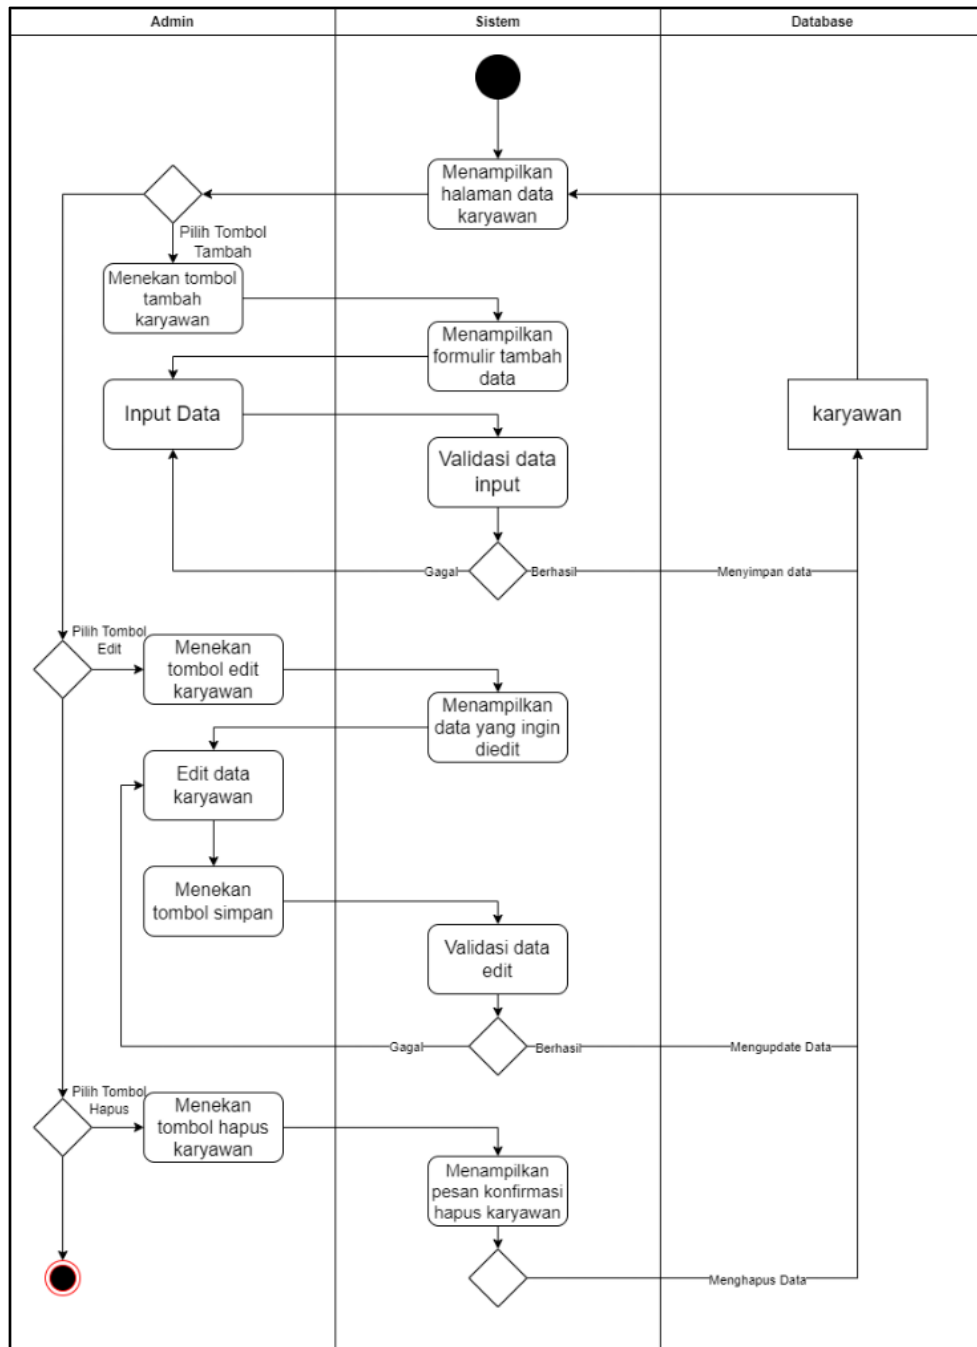 Admin
Sistem
Database
Menampilkan
halaman data
karyawan
Pilih Tombol
Tambah
Menekan tombol
tambah
karyawan
Menampilkan
formulir tambah
data
Input Data
karyawan
Validasi data
input
Gagal
Berhasil
Menyimpan data
Pilih Tombol
Edit
Menekan
tombol edit
karyawan
Menampilkan
data yang ingin
diedit
Edit data
karyawan
Menekan
tombol simpan
Validasi data
edit
Gagal
Berhasil
Mengupdate Data
Pilih Tombol
Hapus
Menekan
tombol hapus
karyawan
Menampilkan
pesan konfirmasi
hapus karyawan
Menghapus Data